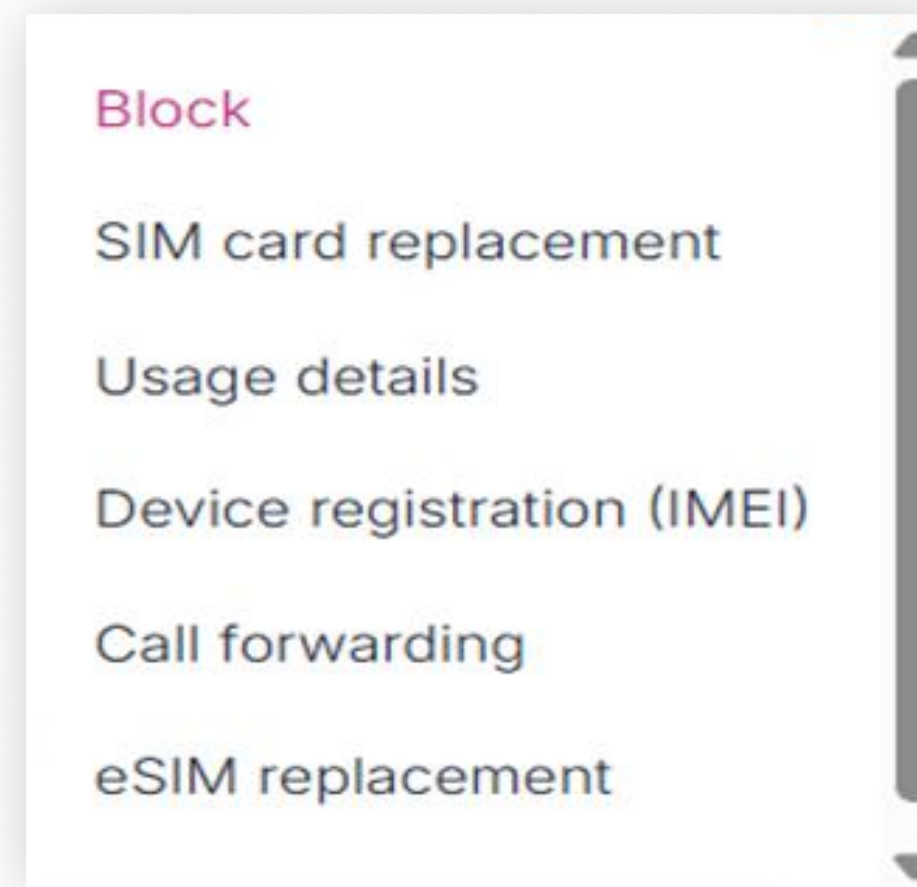 Block
SIM card replacement
Usage details
Device registration (IMEI)
Call forwarding
eSIM replacement